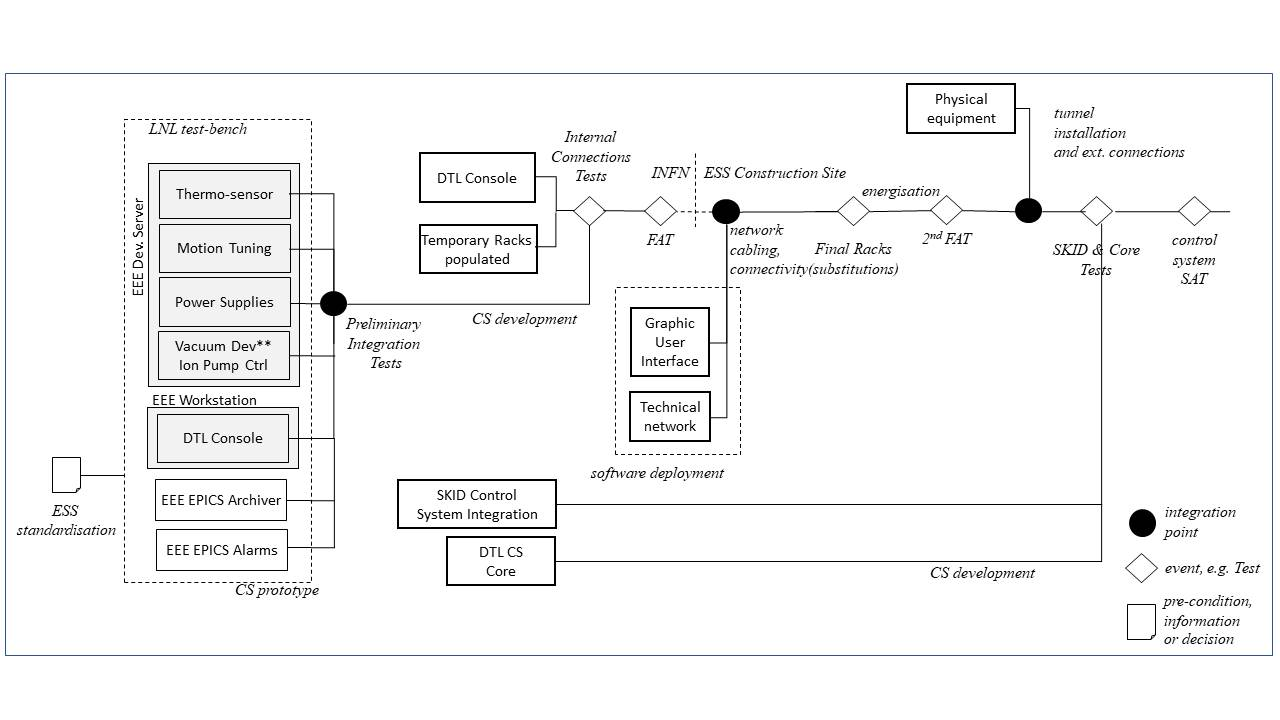 LNL test-bench
EEE Dev. Server
Thermo-sensor
Motion Tuning
Power Supplies
Vacuum Dev**
Ion Pump Ctrl
EEE Workstation
DTL Console
EEE EPICS Archiver
EEE EPICS Alarms
CS prototype
ESS
standardisation
Preliminary
Integration
Tests
CS development
DTL Console
Temporary Racks
populated
Internal
Connections
Tests
FAT
INFN
ESS Construction Site
network
cabling,
connectivity
Graphic
User
Interface
Technical
network
software deployment
Final Racks
(substitutions)
energisation
2nd FAT
Physical
equipment
tunnel
installation
and ext. connections
SKID & Core
Tests
control
system
SAT
SKID Control
System Integration
DTL CS
Core
CS development
integration
point
event, e.g. Test
pre-condition,
information
or decision